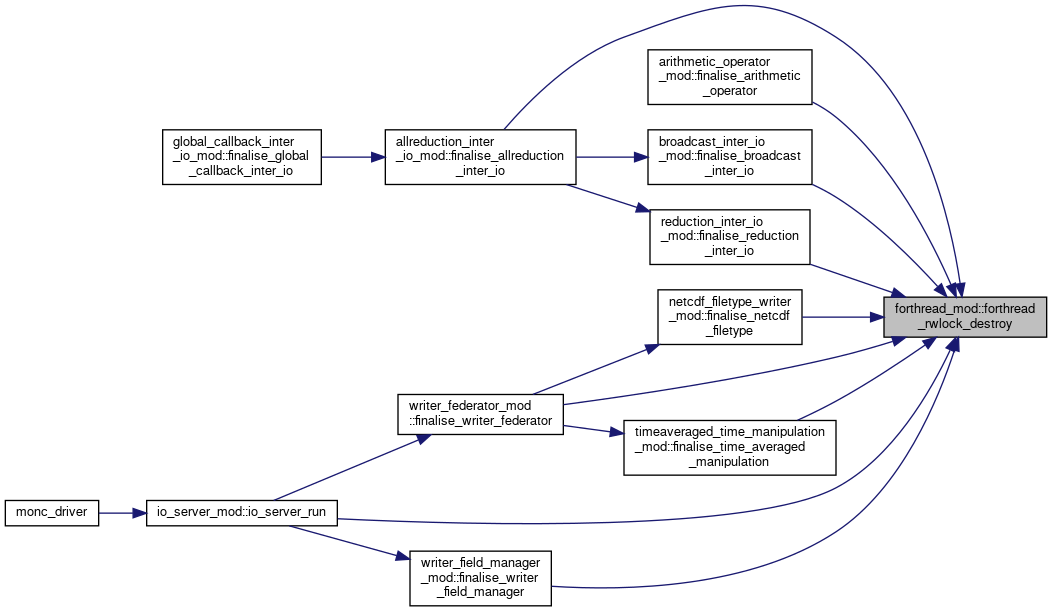 arithmetic_operator
_mod::finalise_arithmetic
_operator
global_callback_inter
_io_mod::finalise_global
_callback_inter_io
allreduction_inter
_io_mod::finalise_allreduction
_inter_io
broadcast_inter_io
_mod::finalise_broadcast
_inter_io
reduction_inter_io
_mod::finalise_reduction
_inter_io
netcdf_filetype_writer
_mod::finalise_netcdf
_filetype
forthread_mod::forthread
_rwlock_destroy
writer_federator_mod
::finalise_writer_federator
timeaveraged_time_manipulation
_mod::finalise_time_averaged
_manipulation
monc_driver
io_server_mod::io_server_run
writer_field_manager
_mod::finalise_writer
_field_manager